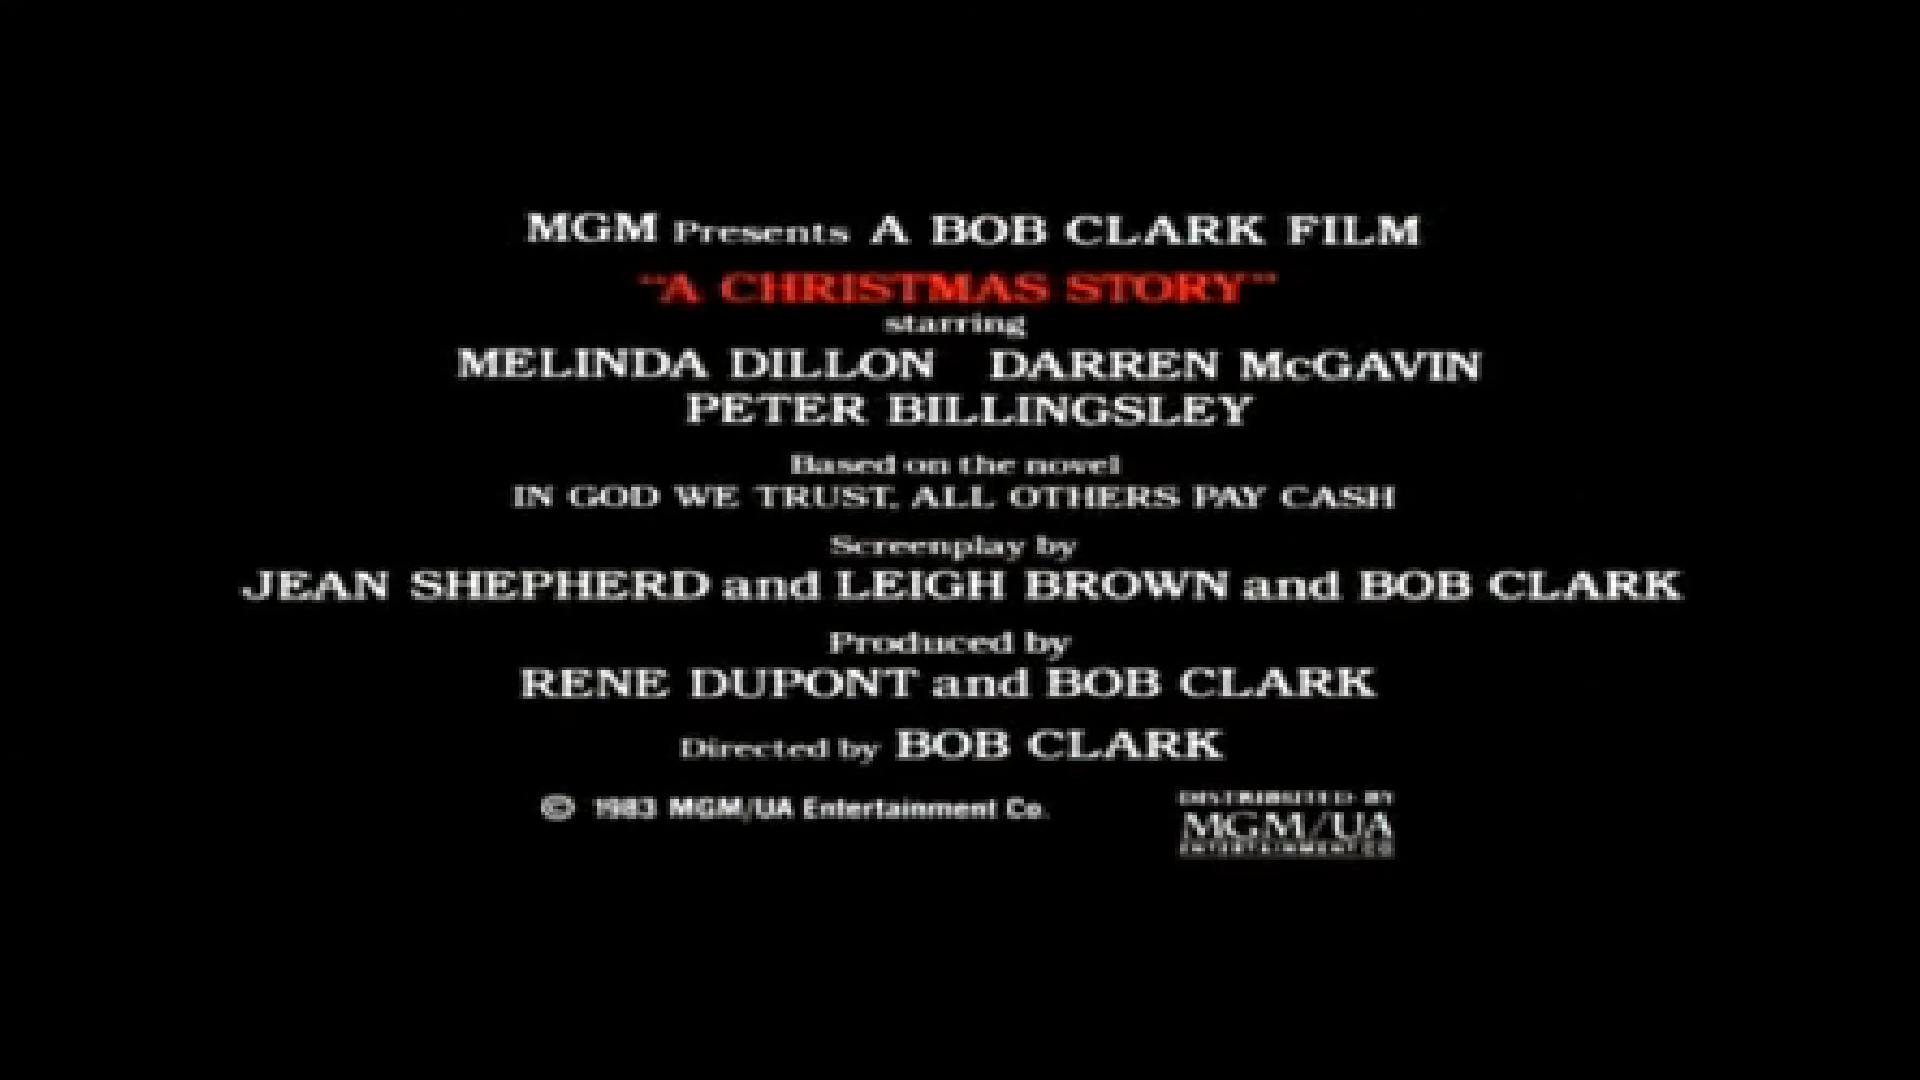 MGM Presents A BOB CLARK FILM
“A CHRISTMAS STORY”
starring
MELINDA DILLON DARREN McGAVIN
PETER BILLINGSLEY
Based on the novel
IN GOD WE TRUST, ALL OTHERS PAY CASH
Screenplay by
JEAN SHEPHERD and LEIGH BROWN and BOB CLARK
Produced by
RENE DUPONT and BOB CLARK
Directed by BOB CLARK
© 1983 MGM/UA Entertainment Co.
DISTRIBUTED BY
MGM/UA
ENTERTAINMENT CO